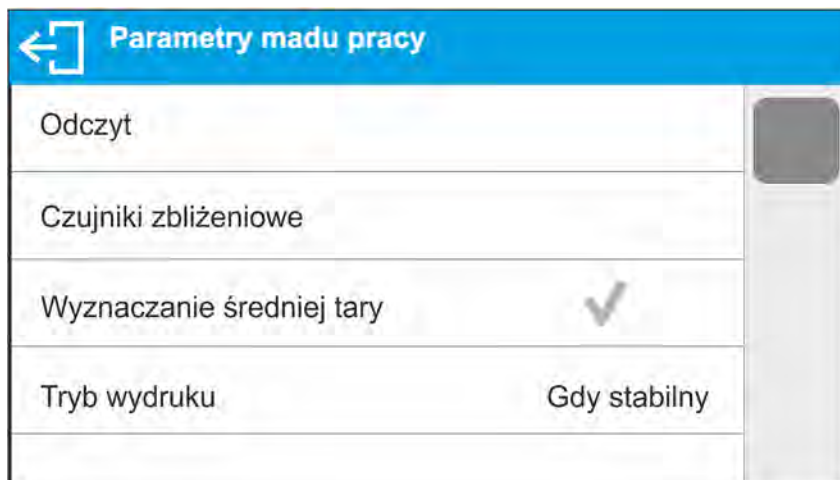 Parametry madu pracy
Odczyt
Czujniki zbliżeniowe
Wyznaczanie średniej tary
Tryb wydruku Gdy stabilny